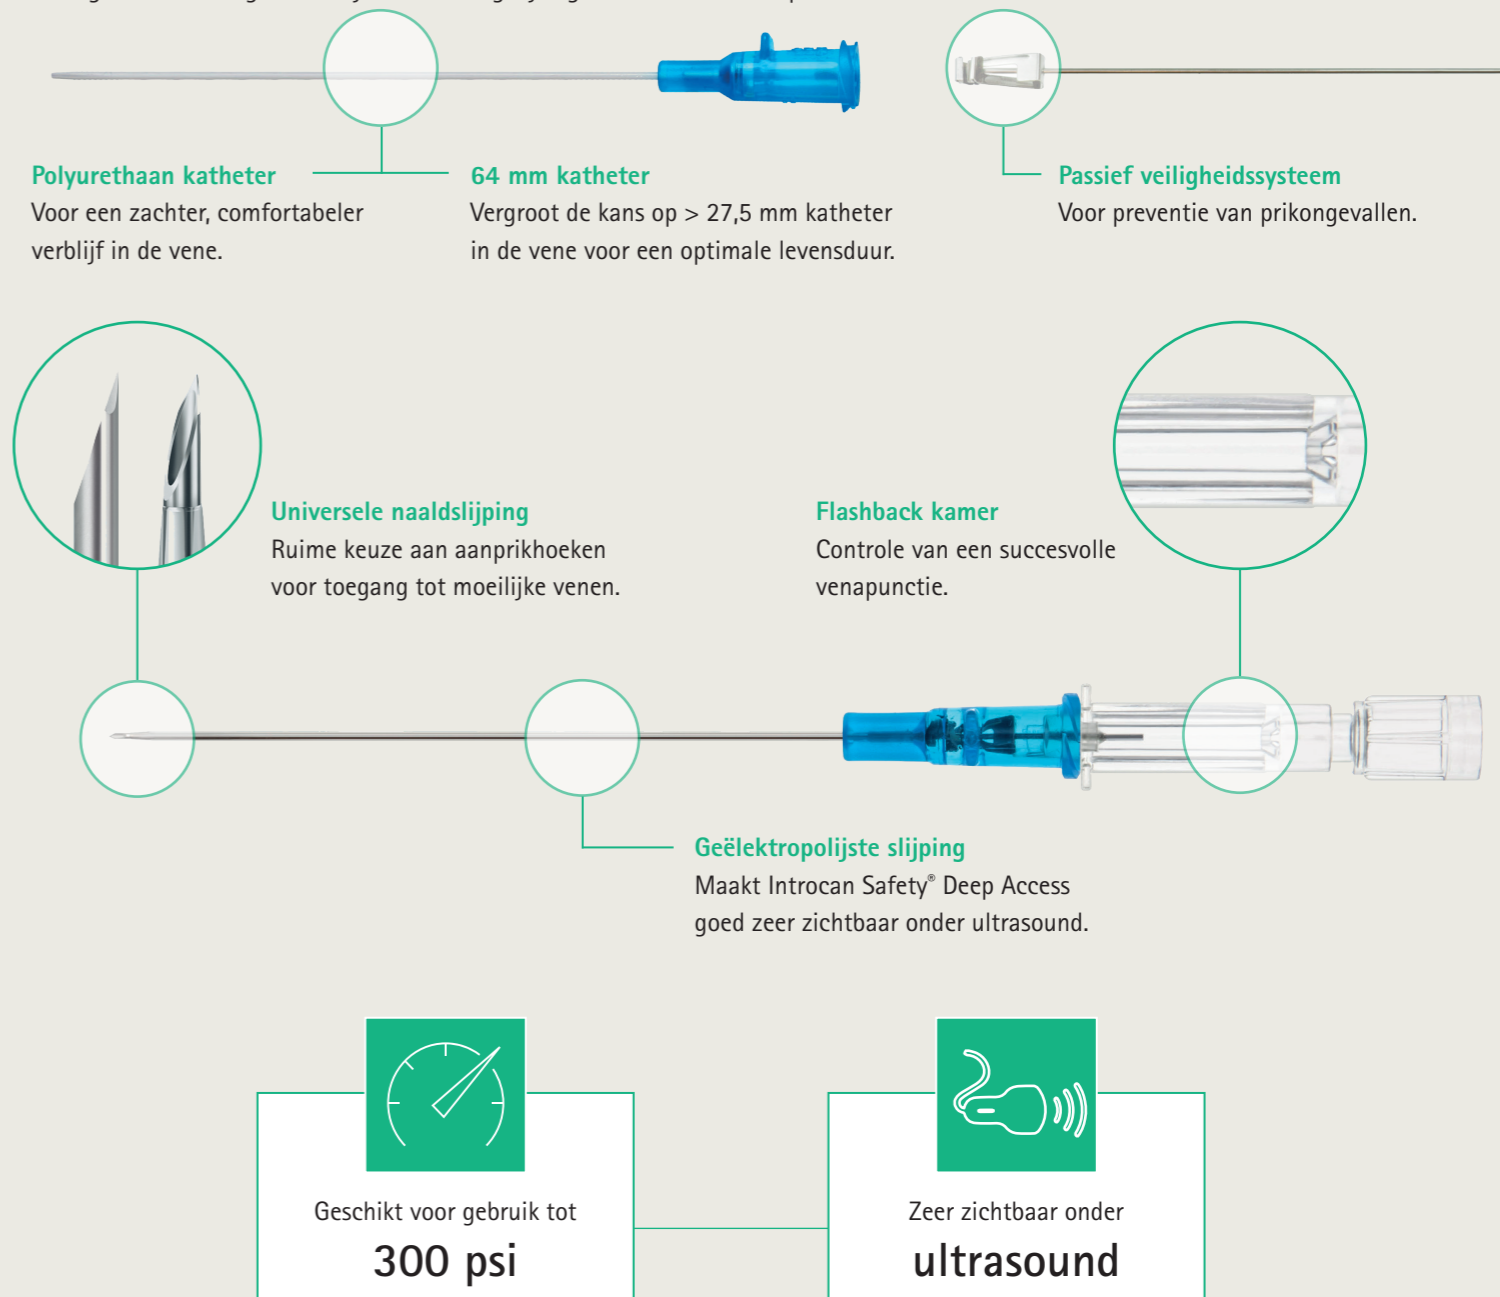 Polyurethaan katheter
Voor een zachter, comfortabeler
verblijf in de vene.
64 mm katheter
Vergroot de kans op > 27,5 mm katheter
in de vene voor een optimale levensduur.
Passief veiligheidssysteem
Voor preventie van prikongevallen.
Universele naaldslijping
Ruime keuze aan aanprikhoeken
voor toegang tot moeilijke venen.
Flashback kamer
Controle van een succesvolle
venapunctie.
Geëlektropolijste slijping
Maakt Introcan Safety® Deep Access
goed zeer zichtbaar onder ultrasound.
Geschikt voor gebruik tot
300 psi
Zeer zichtbaar onder
ultrasound